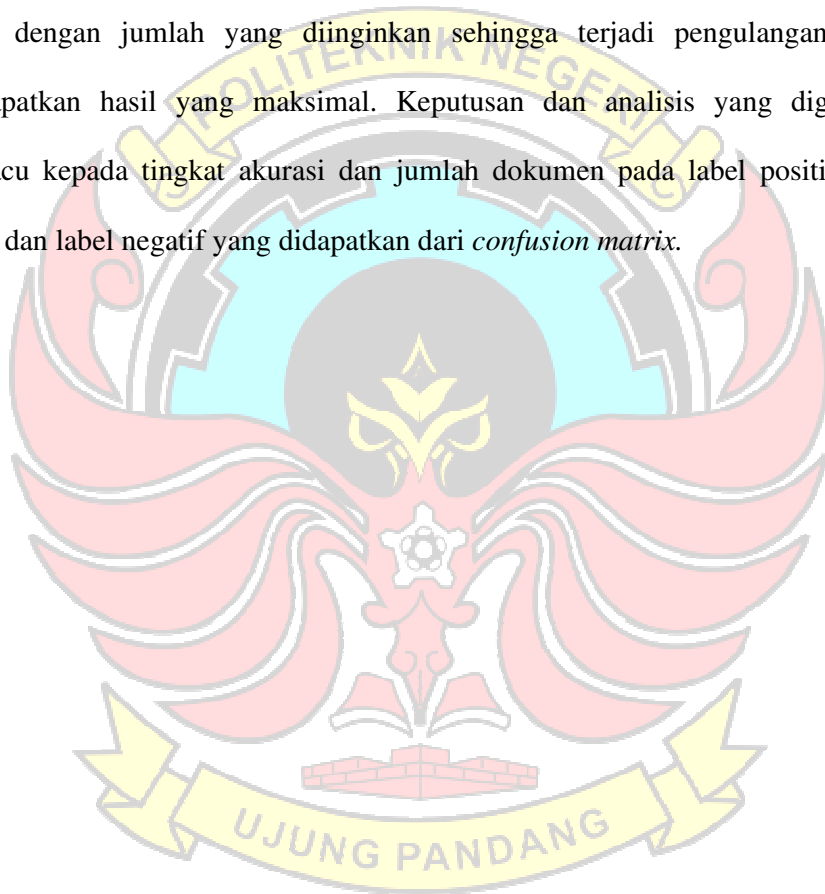 dengan jumlah yang diinginkan sehingga terjadi pengulangan
patkan hasil yang maksimal. Keputusan dan analisis yang dig
cu kepada tingkat akurasi dan jumlah dokumen pada label positi
dan label negatif yang didapatkan dari confusion matrix.
POLITEKNIK NEGERI
UJUNG PANDANG